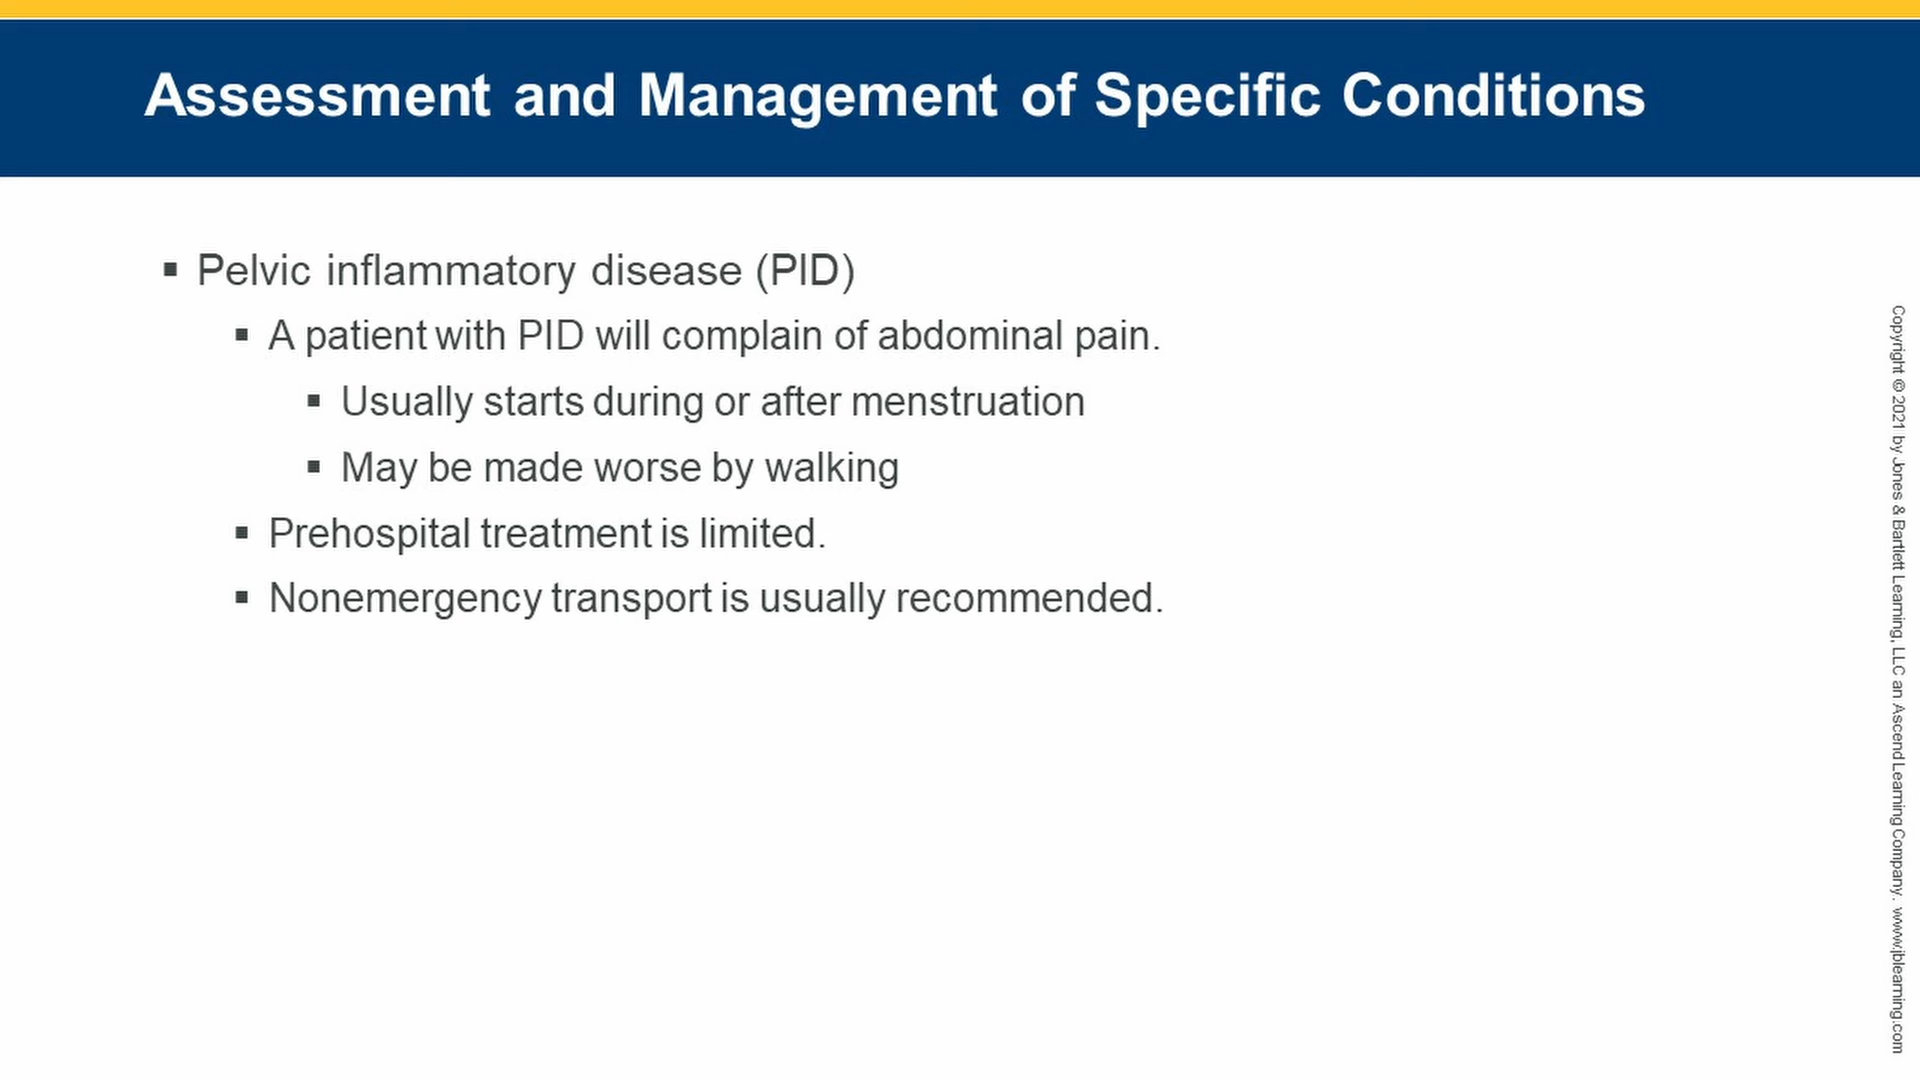 Assessment and Management of Specific Conditions
▪ Pelvic inflammatory disease (PID)
▪ A patient with PID will complain of abdominal pain.
▪ Usually starts during or after menstruation
▪ May be made worse by walking
▪ Prehospital treatment is limited.
▪ Nonemergency transport is usually recommended.
Copyright © 2021 by Jones & Bartlett Learning, LLC an Ascend Learning Company. www.jblearning.com